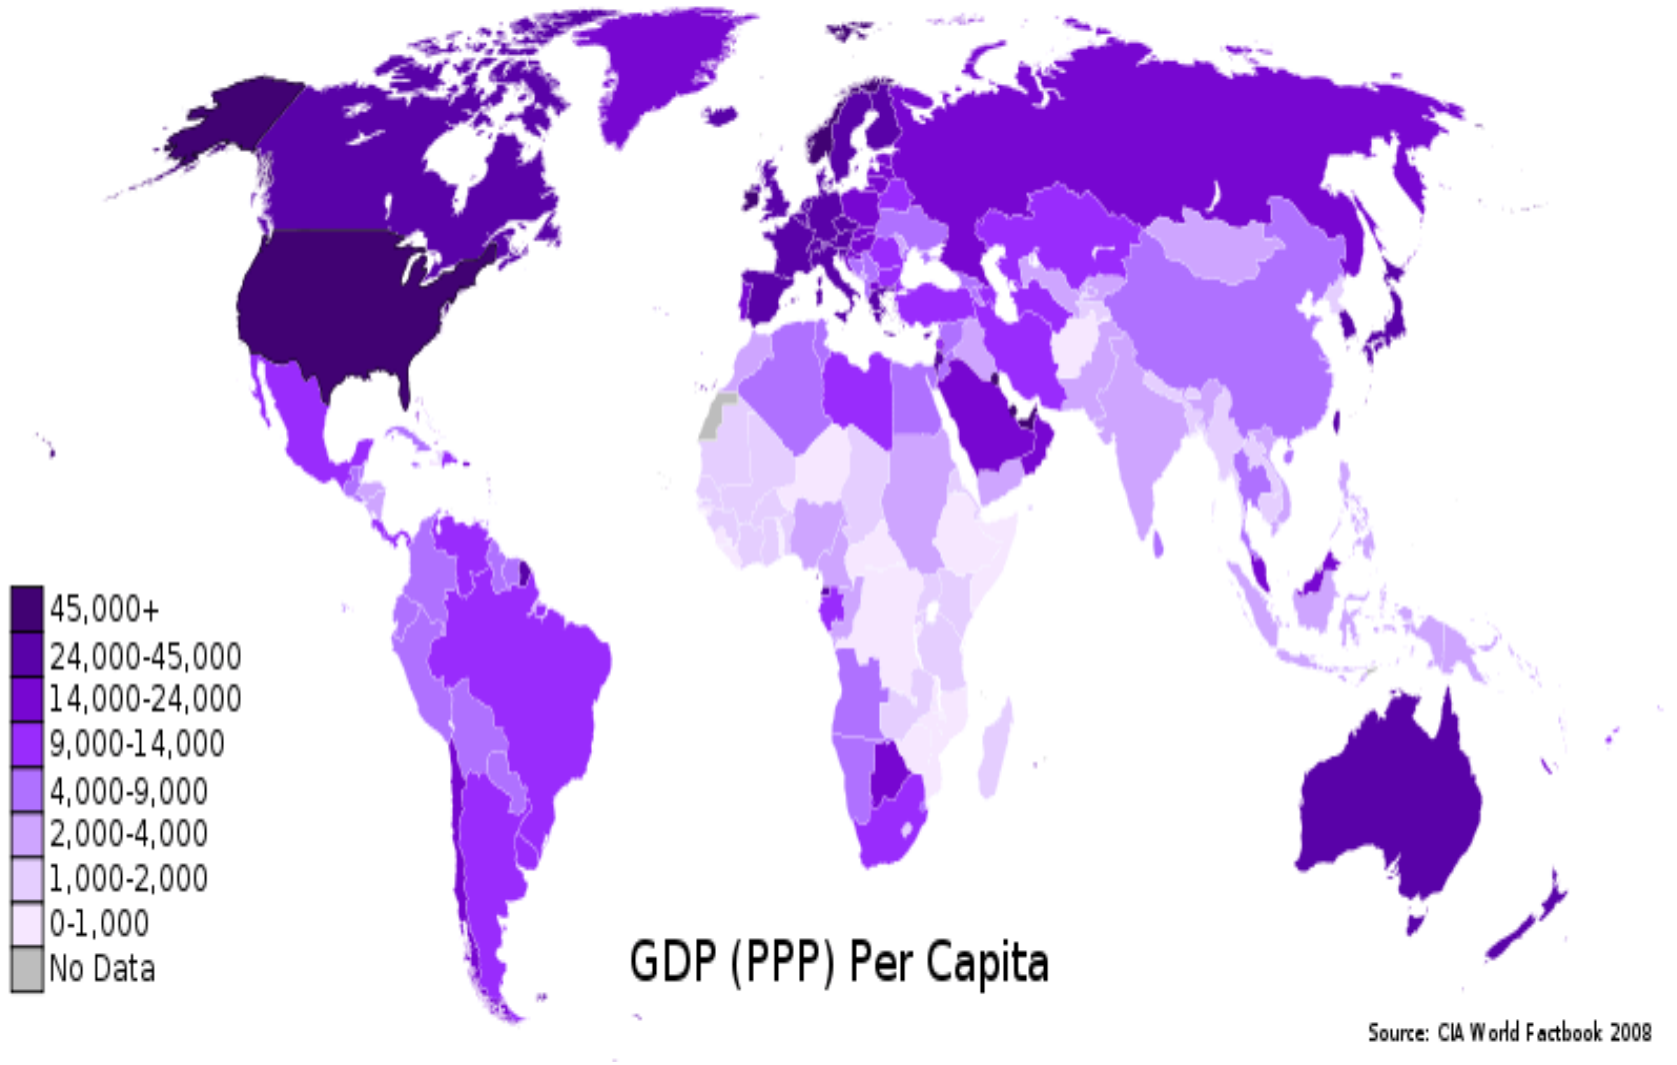 45,000+
24,000-45,000
14,000-24,000
9,000-14,000
4,000-9,000
2,000-4,000
1,000-2,000
0-1,000
No Data
GDP (PPP) Per Capita
Source: CIA World Factbook 2008